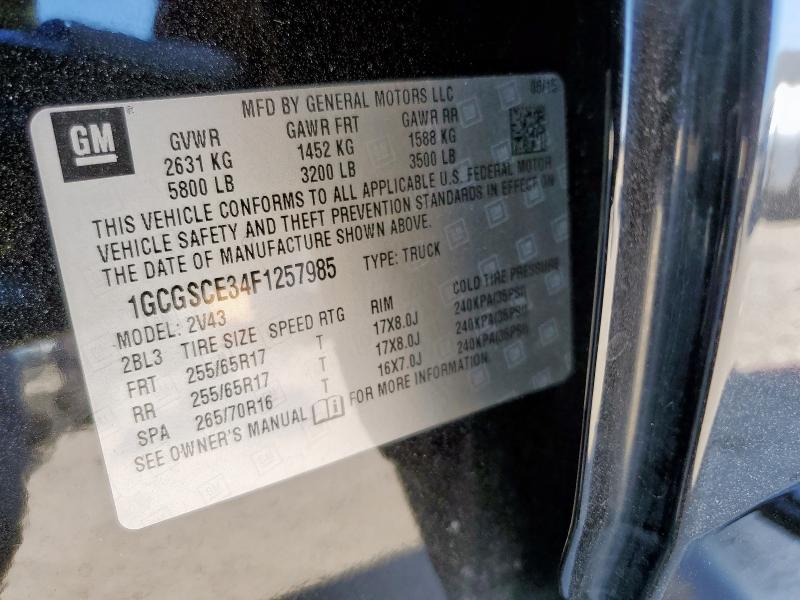 GM
MFD BY GENERAL MOTORS LLC 08/15
GVWR GAWR FRT GAWR RR
2631 KG 1452 KG 1588 KG
5800 LB 3200 LB 3500 LB
THIS VEHICLE CONFORMS TO ALL APPLICABLE U.S. FEDERAL MOTOR
VEHICLE SAFETY AND THEFT PREVENTION STANDARDS IN EFFECT ON
THE DATE OF MANUFACTURE SHOWN ABOVE.
1GCGSCE34F1257985 TYPE: TRUCK
MODEL: 2V43
2BL3 TIRE SIZE SPEED RTG RIM COLD TIRE PRESSURE
FRT 255/65R17 T 17X8.0J 240KPA(35PSI)
RR 255/65R17 T 17X8.0J 240KPA(35PSI)
SPA 265/70R16 T 16X7.0J 240KPA(35PSI)
SEE OWNER'S MANUAL FOR MORE INFORMATION.